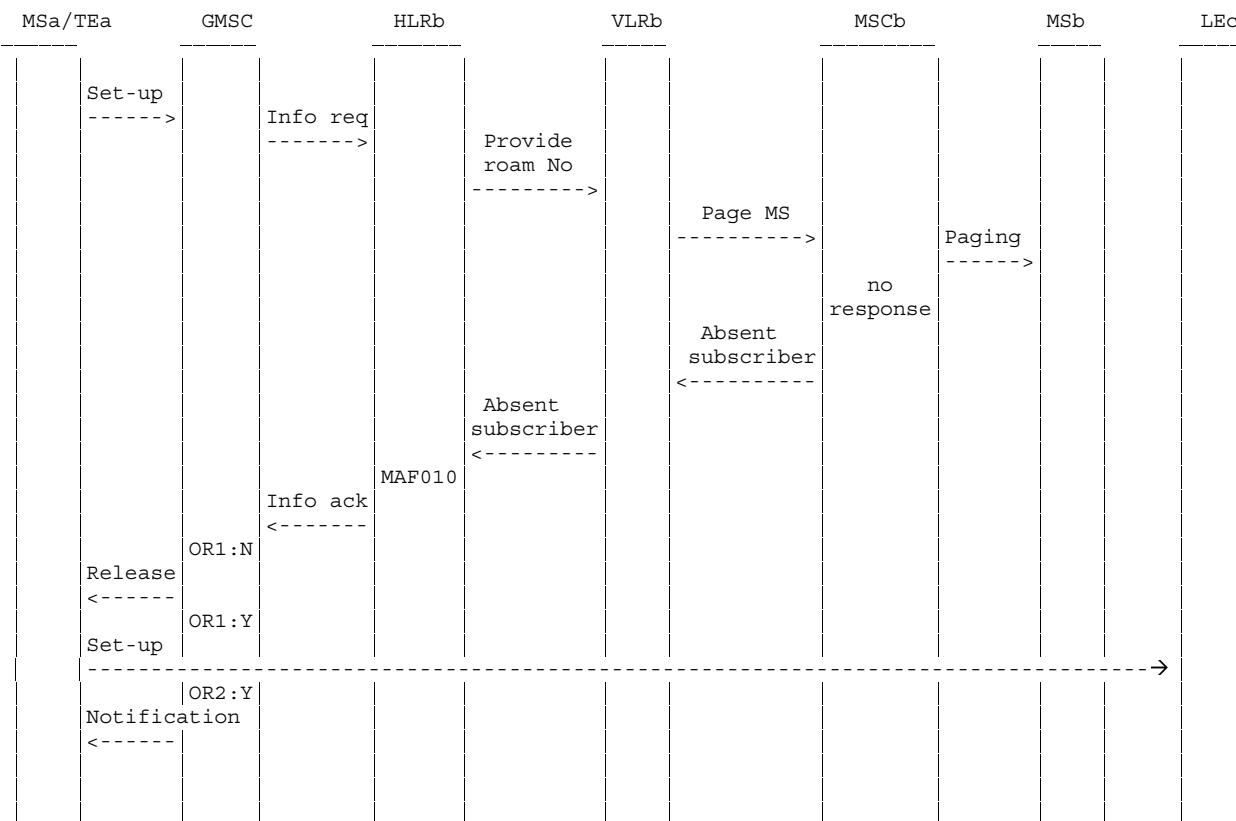 MSa/TEa GMSC HLRb VLRb MSCb MSb LEc
Set-up
------> Info req
-------> Provide
roam No
--------->
Page MS
----------> Paging
------>
no
response
Absent
subscriber
<----------
Absent
subscriber
<---------
MAF010
Info ack
<-------
OR1:N
Release
<------
OR1:Y
Set-up
----------------------------------------------------------------------------------->
OR2:Y
Notification
<------